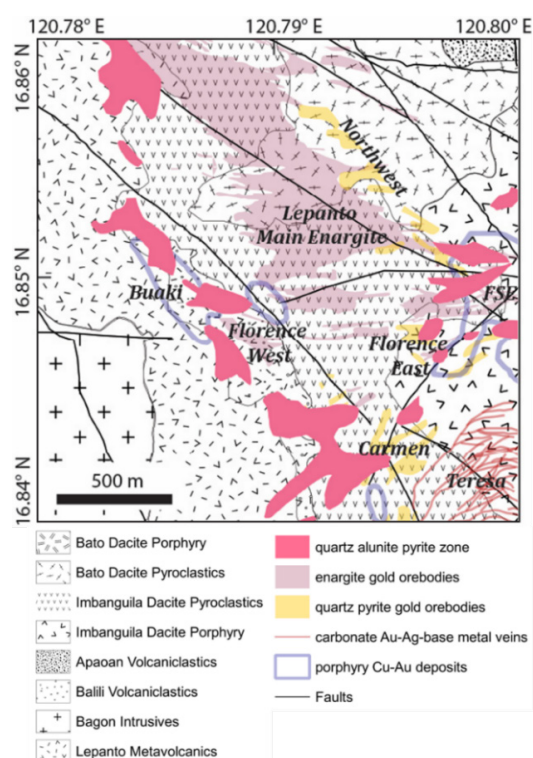 120.78° E 120.79° E 120.80° E
16.86° N
Northwest
Lepanto
Main Enargite
16.85° N
Buaki
FSE
Florence
West
Florence
East
Carmen
Teresa
16.84° N
500 m
Bato Dacite Porphyry
Bato Dacite Pyroclastics
Imbanguila Dacite Pyroclastics
Imbanguila Dacite Porphyry
Apaoan Volcaniclastics
Balili Volcaniclastics
Bagon Intrusives
Lepanto Metavolcanics
quartz alunite pyrite zone
enargite gold orebodies
quartz pyrite gold orebodies
carbonate Au-Ag-base metal veins
porphyry Cu-Au deposits
Faults